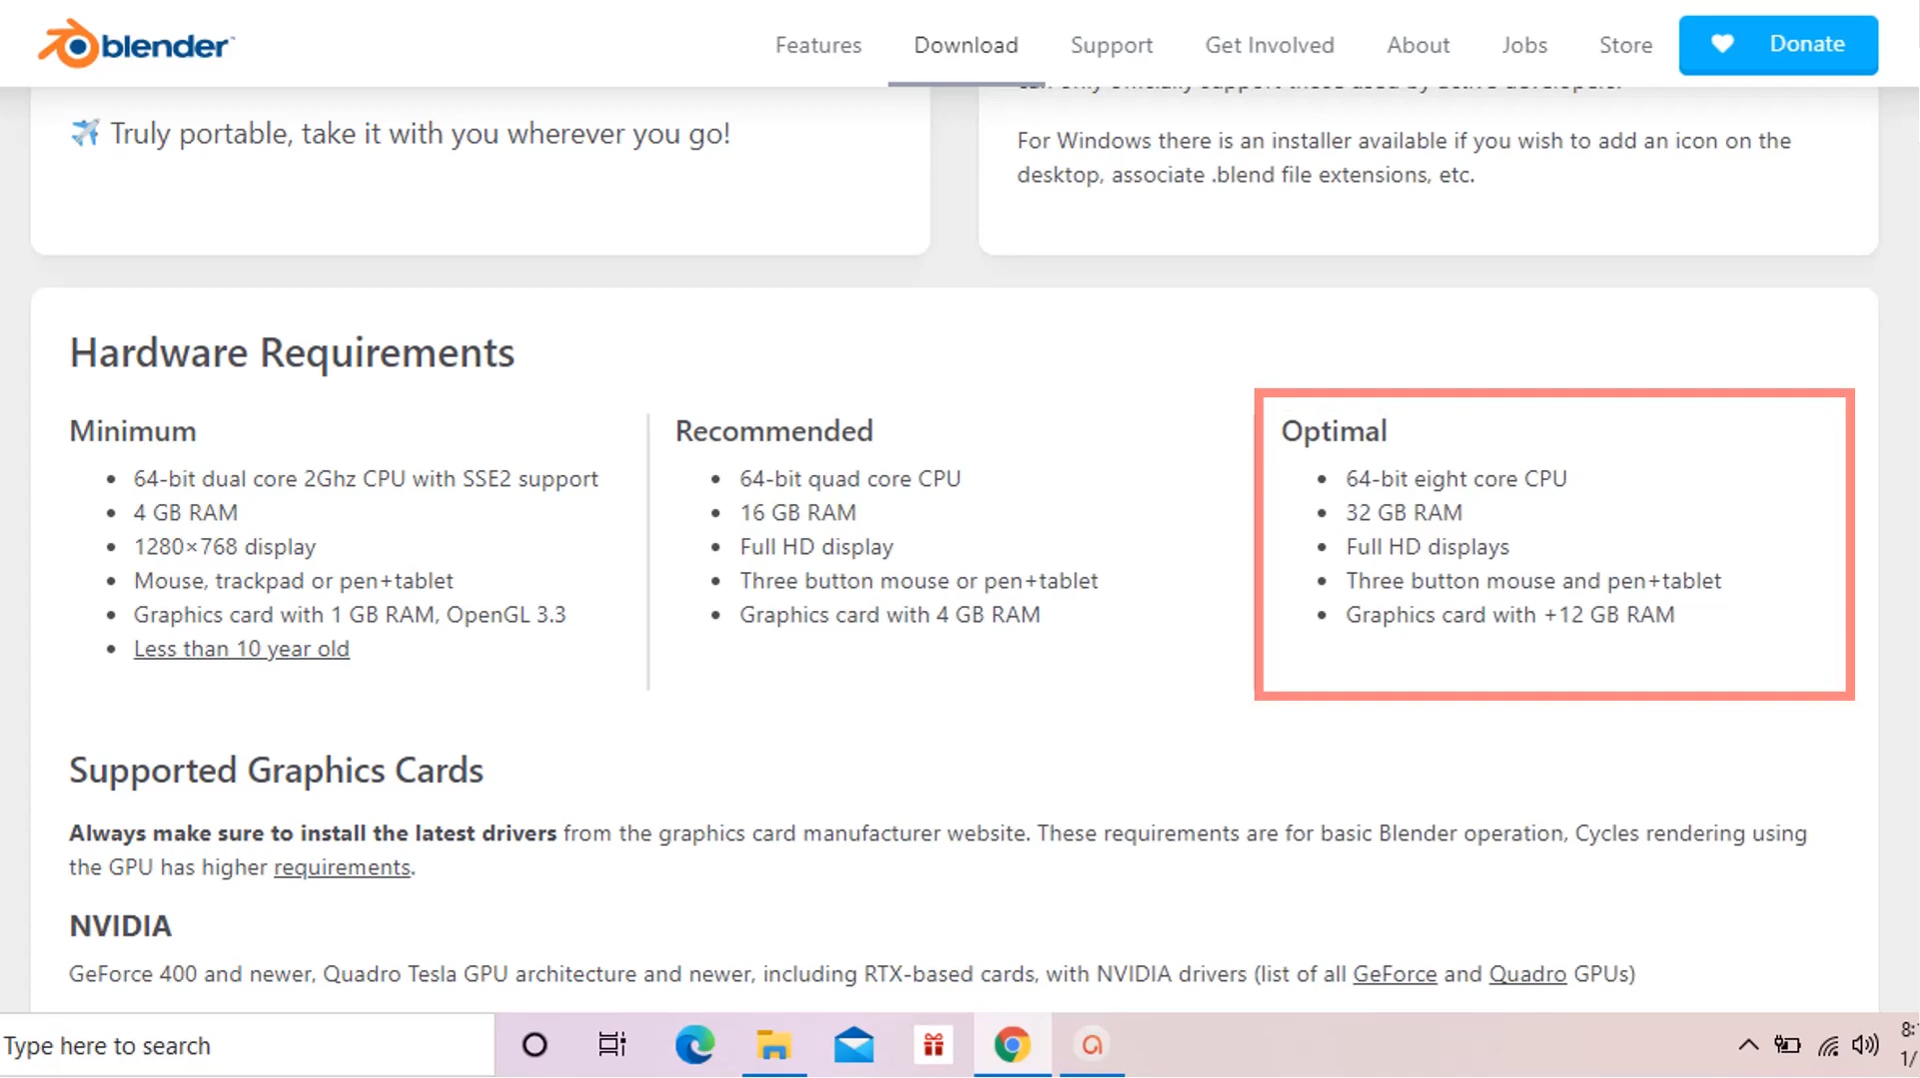 blender™
Features
Download
Support
Get Involved
About
Jobs
Store
Donate
Truly portable, take it with you wherever you go!
For Windows there is an installer available if you wish to add an icon on the
desktop, associate .blend file extensions, etc.
Hardware Requirements
Minimum
64-bit dual core 2Ghz CPU with SSE2 support
4 GB RAM
1280×768 display
Mouse, trackpad or pen+tablet
Graphics card with 1 GB RAM, OpenGL 3.3
Less than 10 year old
Recommended
64-bit quad core CPU
16 GB RAM
Full HD display
Three button mouse or pen+tablet
Graphics card with 4 GB RAM
Optimal
64-bit eight core CPU
32 GB RAM
Full HD displays
Three button mouse and pen+tablet
Graphics card with +12 GB RAM
Supported Graphics Cards
Always make sure to install the latest drivers from the graphics card manufacturer website. These requirements are for basic Blender operation, Cycles rendering using
the GPU has higher requirements.
NVIDIA
GeForce 400 and newer, Quadro Tesla GPU architecture and newer, including RTX-based cards, with NVIDIA drivers (list of all GeForce and Quadro GPUs)
Type here to search